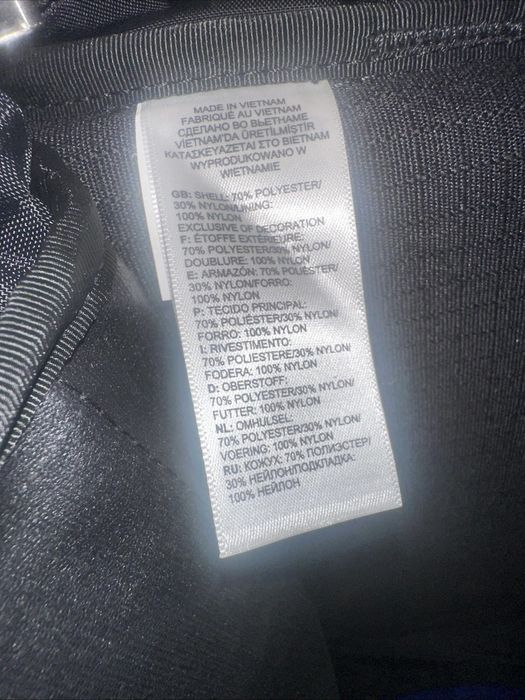 MADE IN VIETNAM
FABRIQUÉ AU VIETNAM
СДЕЛАНО ВО ВЬЕТНАМЕ
VIETNAM'DA ÜRETİLMİŞTİR
ΚΑΤΑΣΚΕΥΑΖΕΤΑΙ ΣΤΟ ΒΙΕΤΝΑΜ
WYPRODUKOWANO W
WIETNAMIE
GB: SHELL: 70% POLYESTER/
30% NYLON/LINING:
100% NYLON
EXCLUSIVE OF DECORATION
F: ÉTOFFE EXTÉRIEURE:
70% POLYESTER/30% NYLON/
DOUBLURE: 100% NYLON
E: ARMAZÓN: 70% POLIÉSTER/
30% NYLON/FORRO:
100% NYLON
P: TECIDO PRINCIPAL:
70% POLIÉSTER/30% NYLON/
FORRO: 100% NYLON
I: RIVESTIMENTO:
70% POLIESTERE/30% NYLON/
FODERA: 100% NYLON
D: OBERSTOFF:
70% POLYESTER/30% NYLON/
FUTTER: 100% NYLON
NL: OMHULSEL:
70% POLYESTER/30% NYLON/
VOERING: 100% NYLON
RU: КОЖУХ: 70% ПОЛИЭСТЕР/
30% НЕЙЛОН/ПОДКЛАДКА:
100% НЕЙЛОН